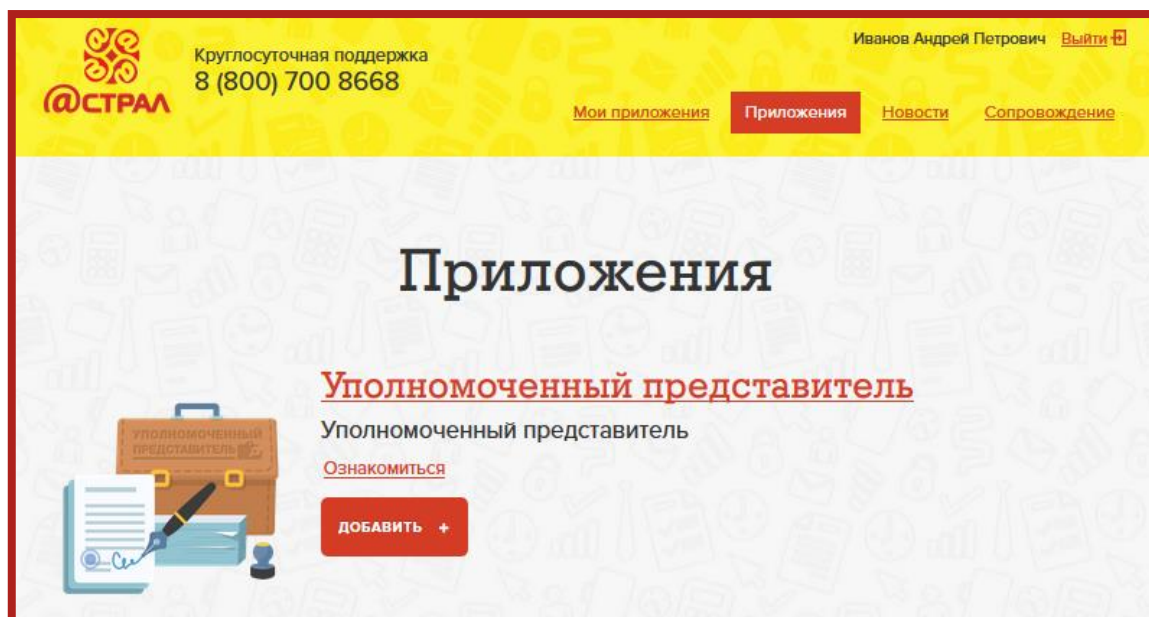 @СТРАЛ
Круглосуточная поддержка
8 (800) 700 8668
Иванов Андрей Петрович Выйти
Мои приложения Приложения Новости Сопровождение
Приложения
Уполномоченный представитель
Уполномоченный представитель
Ознакомиться
ДОБАВИТЬ +
УПОЛНОМОЧЕННЫЙ
ПРЕДСТАВИТЕЛЬ